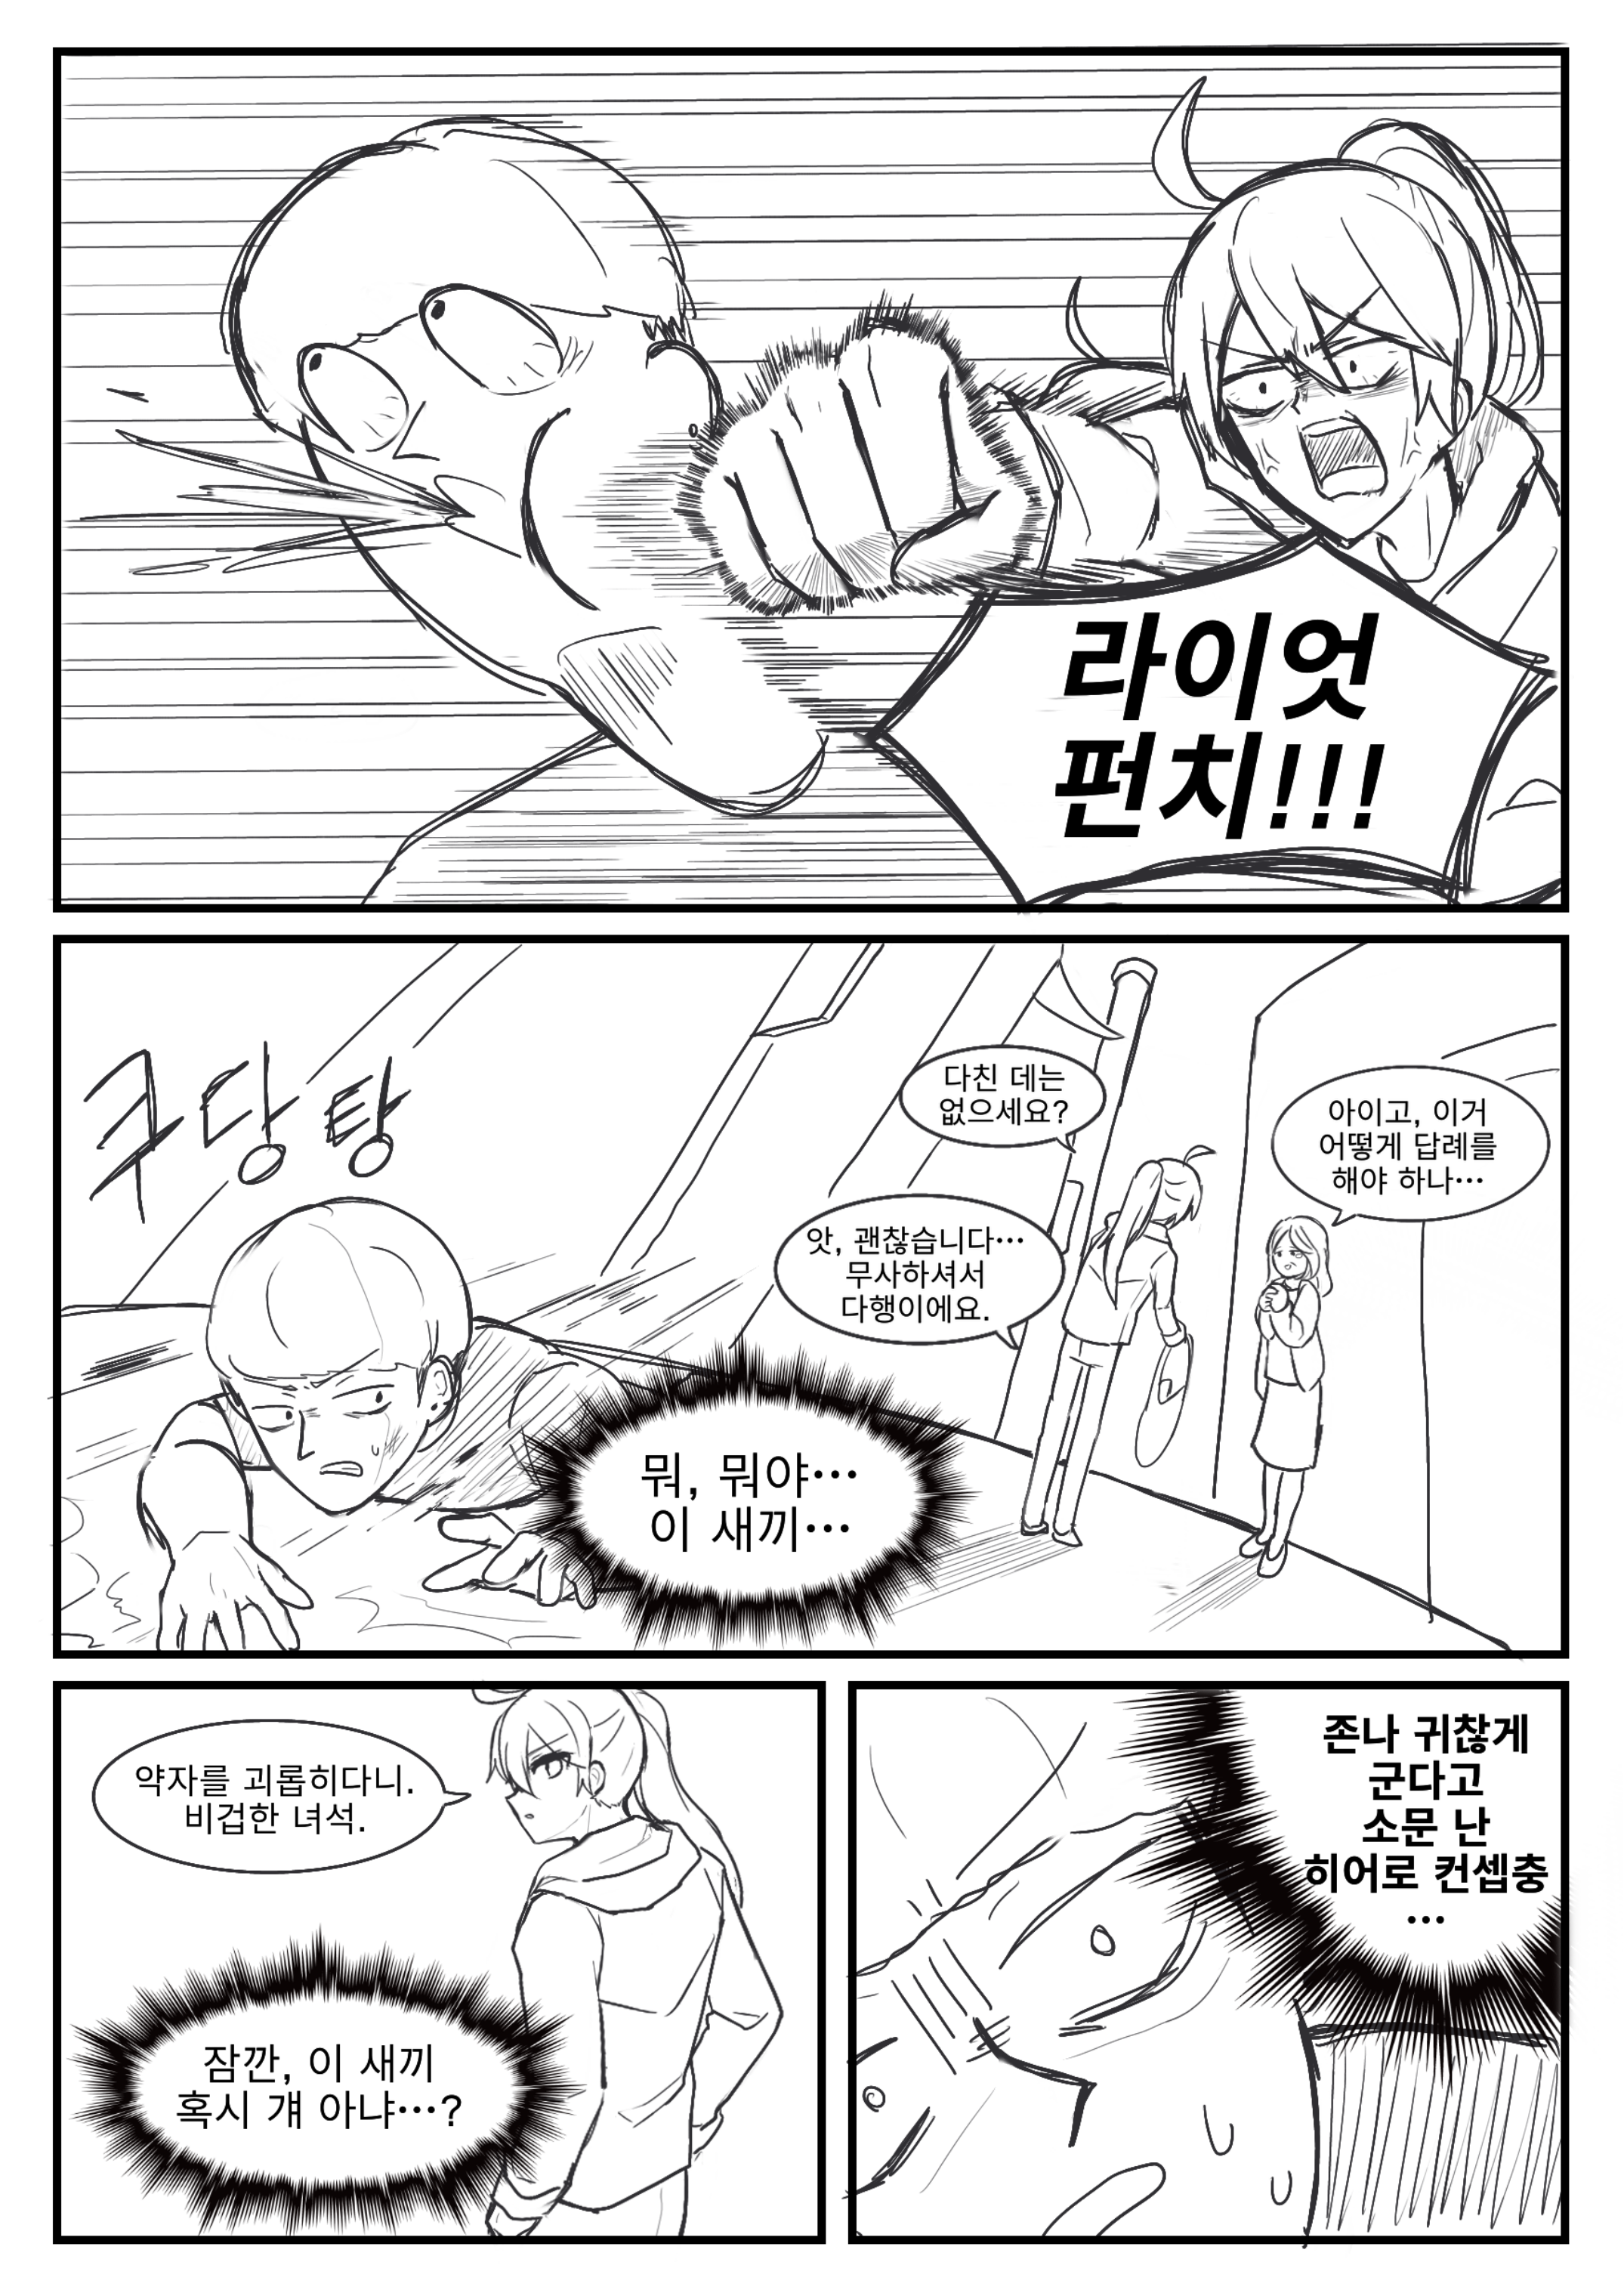 라이엇
펀치!!!
쿠당탕
다친 데는
없으세요?
아이고, 이거
어떻게 답례를
해야 하나…
앗, 괜찮습니다…
무사하셔서
다행이에요.
뭐, 뭐야…
이 새끼…
약자를 괴롭히다니.
비겁한 녀석.
잠깐, 이 새끼
혹시 걔 아냐…?
존나 귀찮게
군다고
소문 난
히어로 컨셉충
…